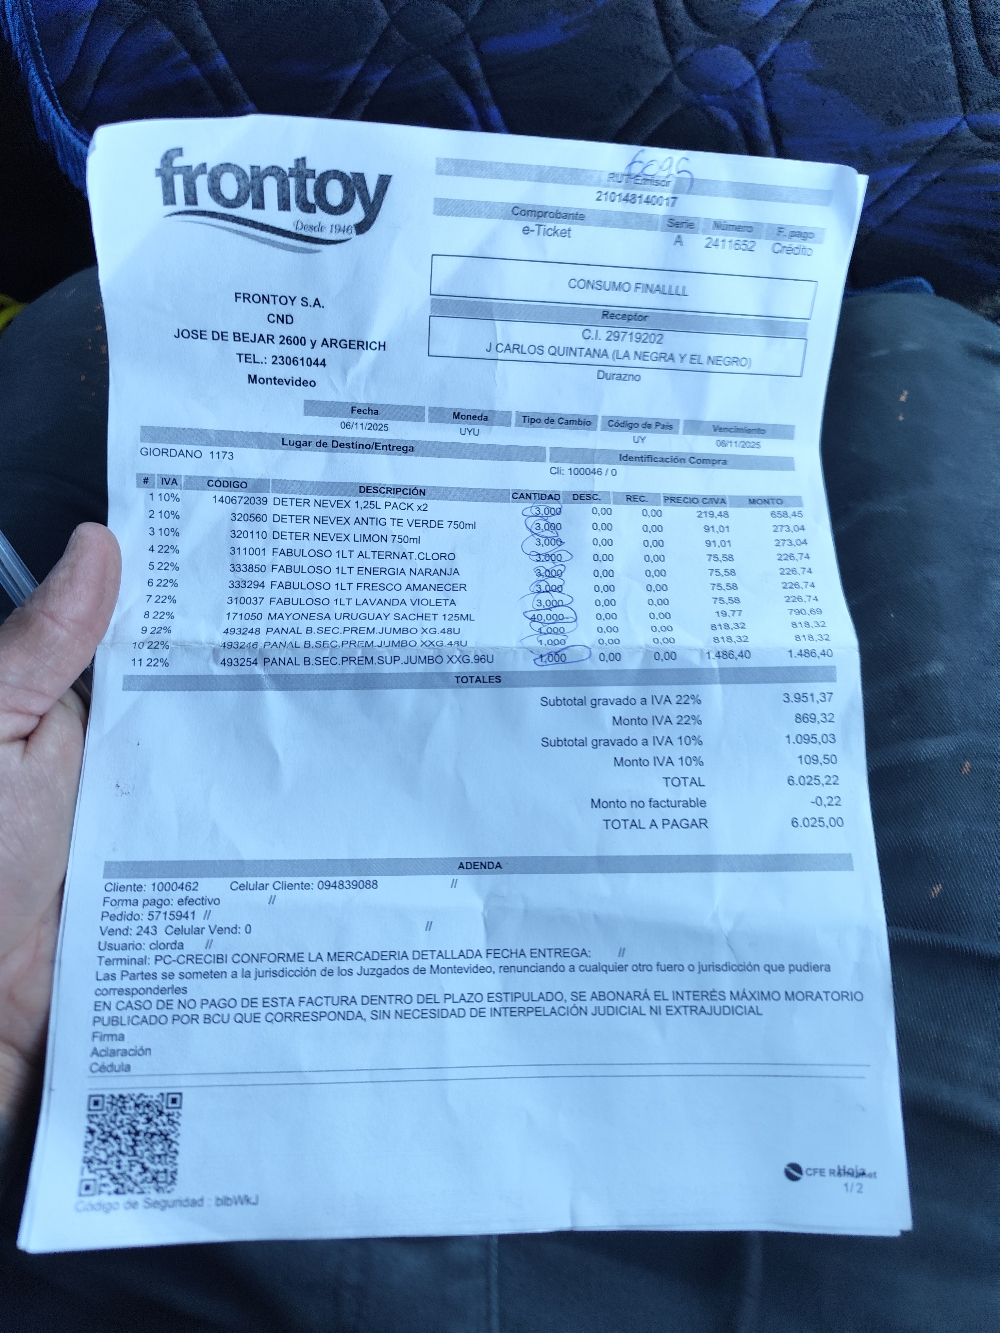 frontoy
Desde 1946
RUT Emisor
210148140017
Comprobante Serie Número F. pago
e-Ticket A 2411652 Crédito
CONSUMO FINALLLL
Receptor
C.I. 29719202
J CARLOS QUINTANA (LA NEGRA Y EL NEGRO)
Durazno
FRONTOY S.A.
CND
JOSE DE BEJAR 2600 y ARGERICH
TEL.: 23061044
Montevideo
Fecha Moneda Tipo de Cambio Código de País Vencimiento
06/11/2025 UYU UY 06/11/2025
Lugar de Destino/Entrega Identificación Compra
GIORDANO 1173 Cli: 100046 / 0
# IVA CÓDIGO DESCRIPCIÓN CANTIDAD DESC. REC. PRECIO C/IVA MONTO
1 10% 140672039 DETER NEVEX 1,25L PACK x2 3,000 0,00 0,00 219,48 658,45
2 10% 320560 DETER NEVEX ANTIG TE VERDE 750ml 3,000 0,00 0,00 91,01 273,04
3 10% 320110 DETER NEVEX LIMON 750ml 3,000 0,00 0,00 91,01 273,04
4 22% 311001 FABULOSO 1LT ALTERNAT.CLORO 3,000 0,00 0,00 75,58 226,74
5 22% 333850 FABULOSO 1LT ENERGIA NARANJA 3,000 0,00 0,00 75,58 226,74
6 22% 333294 FABULOSO 1LT FRESCO AMANECER 3,000 0,00 0,00 75,58 226,74
7 22% 310037 FABULOSO 1LT LAVANDA VIOLETA 3,000 0,00 0,00 75,58 226,74
8 22% 171050 MAYONESA URUGUAY SACHET 125ML 40,000 0,00 0,00 19,77 790,69
9 22% 493248 PANAL B.SEC.PREM.JUMBO XG.48U 1,000 0,00 0,00 818,32 818,32
10 22% 493246 PANAL B.SEC.PREM.JUMBO XXG.48U 1,000 0,00 0,00 818,32 818,32
11 22% 493254 PANAL B.SEC.PREM.SUP.JUMBO XXG.96U 1,000 0,00 0,00 1.486,40 1.486,40
TOTALES
Subtotal gravado a IVA 22% 3.951,37
Monto IVA 22% 869,32
Subtotal gravado a IVA 10% 1.095,03
Monto IVA 10% 109,50
TOTAL 6.025,22
Monto no facturable -0,22
TOTAL A PAGAR 6.025,00
ADENDA
Cliente: 1000462 Celular Cliente: 094839088 //
Forma pago: efectivo //
Pedido: 5715941 //
Vend: 243 Celular Vend: 0 //
Usuario: clorda //
Terminal: PC-CRECIBI CONFORME LA MERCADERIA DETALLADA FECHA ENTREGA: //
Las Partes se someten a la jurisdicción de los Juzgados de Montevideo, renunciando a cualquier otro fuero o jurisdicción que pudiera
corresponderles
EN CASO DE NO PAGO DE ESTA FACTURA DENTRO DEL PLAZO ESTIPULADO, SE ABONARÁ EL INTERÉS MÁXIMO MORATORIO
PUBLICADO POR BCU QUE CORRESPONDA, SIN NECESIDAD DE INTERPELACIÓN JUDICIAL NI EXTRAJUDICIAL
Firma
Aclaración
Cédula
CFE
Hoja
1/ 2
Código de Seguridad : blbWkJ